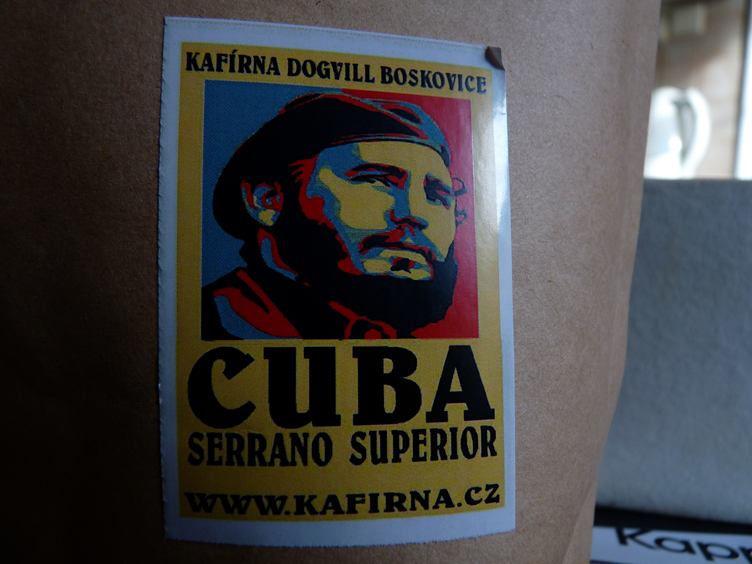 KAFÍRNA DOGVILL BOSKOVICE
CUBA
SERRANO SUPERIOR
WWW.KAFIRNA.CZ